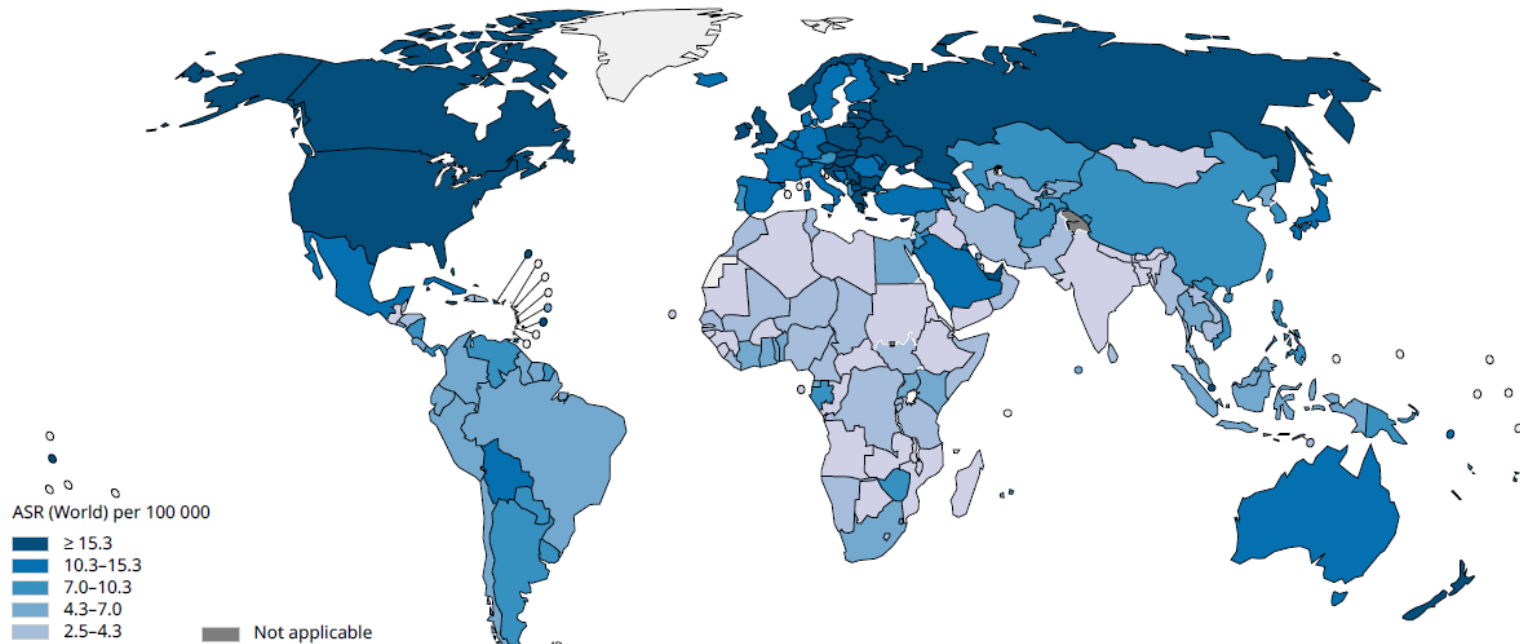 ASR (World) per 100 000
≥ 15.3
10.3–15.3
7.0–10.3
4.3–7.0
2.5–4.3
Not applicable